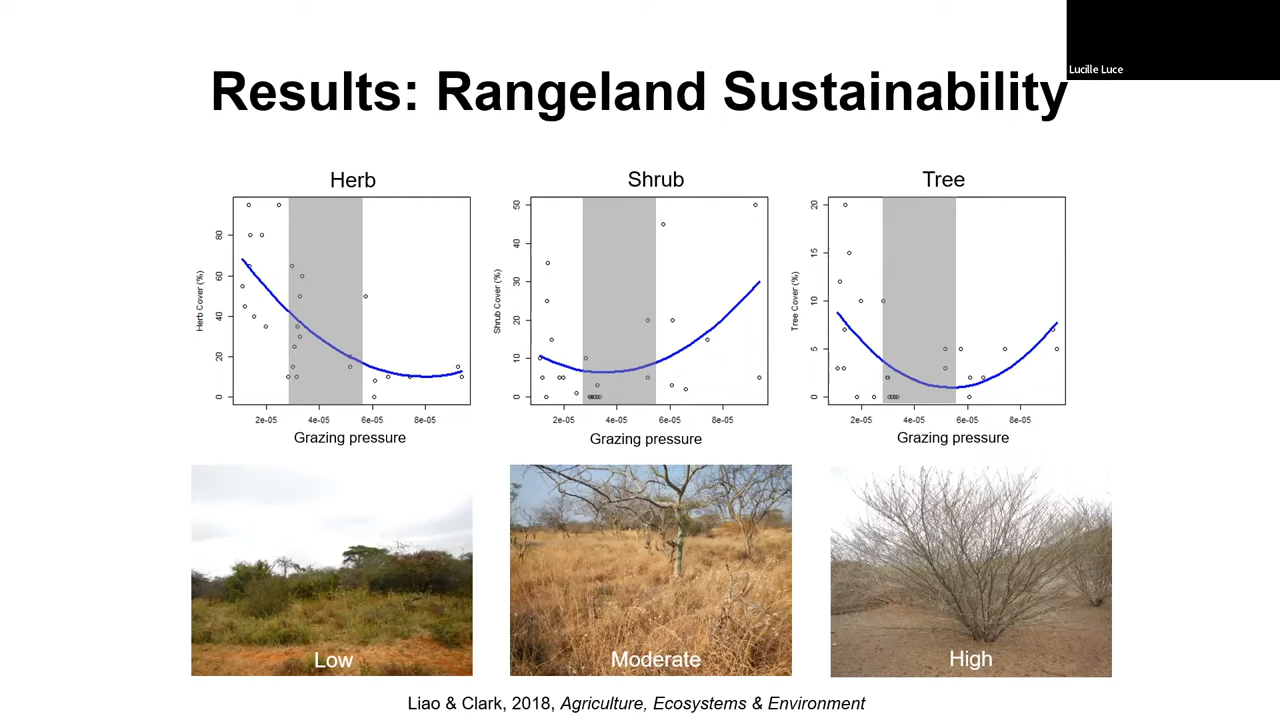 Lucille Luce
Results: Rangeland Sustainability
Herb
Shrub
Tree
Herb Cover (%)
0
20
40
60
80
2e-05
4e-05
6e-05
8e-05
Grazing pressure
Shrub Cover (%)
0
10
20
30
40
50
2e-05
4e-05
6e-05
8e-05
Grazing pressure
Tree Cover (%)
0
5
10
15
20
2e-05
4e-05
6e-05
8e-05
Grazing pressure
Low
Moderate
High
Liao & Clark, 2018, Agriculture, Ecosystems & Environment